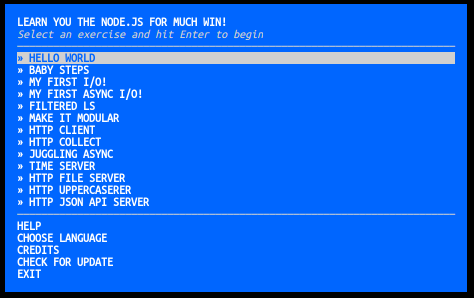 LEARN YOU THE NODE.JS FOR MUCH WIN!
Select an exercise and hit Enter to begin
» HELLO WORLD
» BABY STEPS
» MY FIRST I/O!
» MY FIRST ASYNC I/O!
» FILTERED LS
» MAKE IT MODULAR
» HTTP CLIENT
» HTTP COLLECT
» JUGGLING ASYNC
» TIME SERVER
» HTTP FILE SERVER
» HTTP UPPERCASERER
» HTTP JSON API SERVER
HELP
CHOOSE LANGUAGE
CREDITS
CHECK FOR UPDATE
EXIT